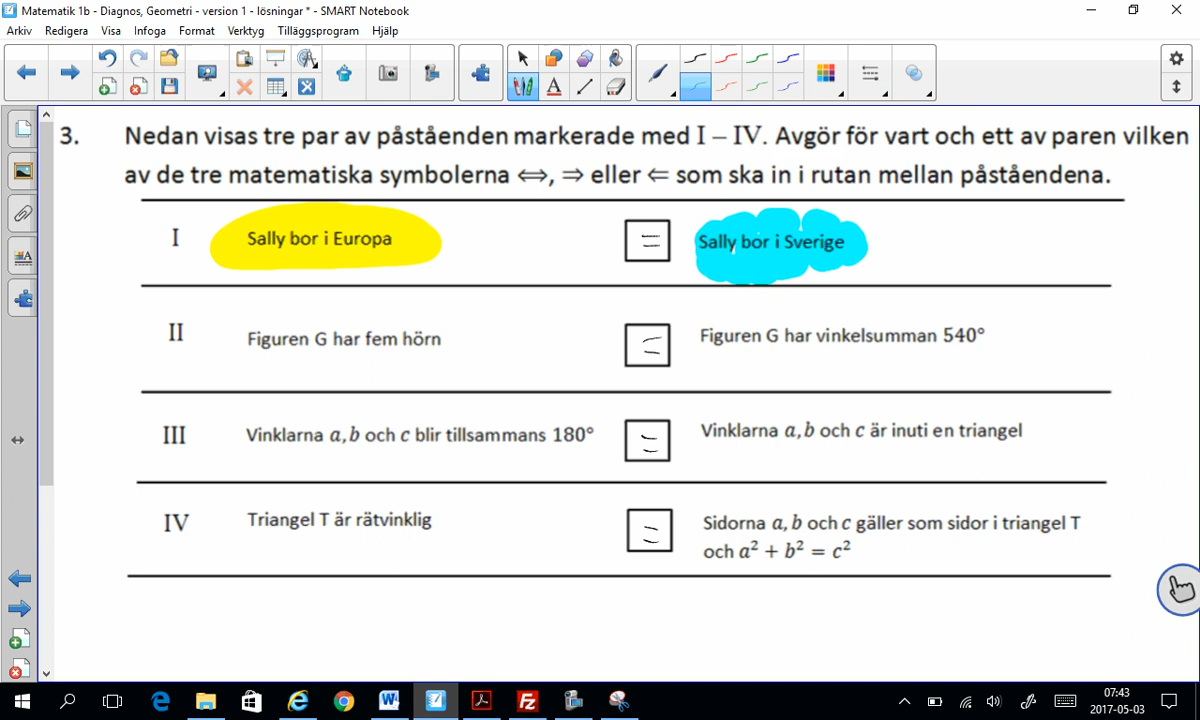 Matematik 1b - Diagnos, Geometri - version 1 - lösningar * - SMART Notebook
Arkiv Redigera Visa Infoga Format Verktyg Tilläggsprogram Hjälp
3. Nedan visas tre par av påståenden markerade med I – IV. Avgör för vart och ett av paren vilken
av de tre matematiska symbolerna ⇔, ⇒ eller ⇐ som ska in i rutan mellan påståendena.
I Sally bor i Europa = Sally bor i Sverige
II Figuren G har fem hörn = Figuren G har vinkelsumman 540°
III Vinklarna a, b och c blir tillsammans 180° = Vinklarna a, b och c är inuti en triangel
IV Triangel T är rätvinklig = Sidorna a, b och c gäller som sidor i triangel T
och a² + b² = c²
07:43
2017-05-03